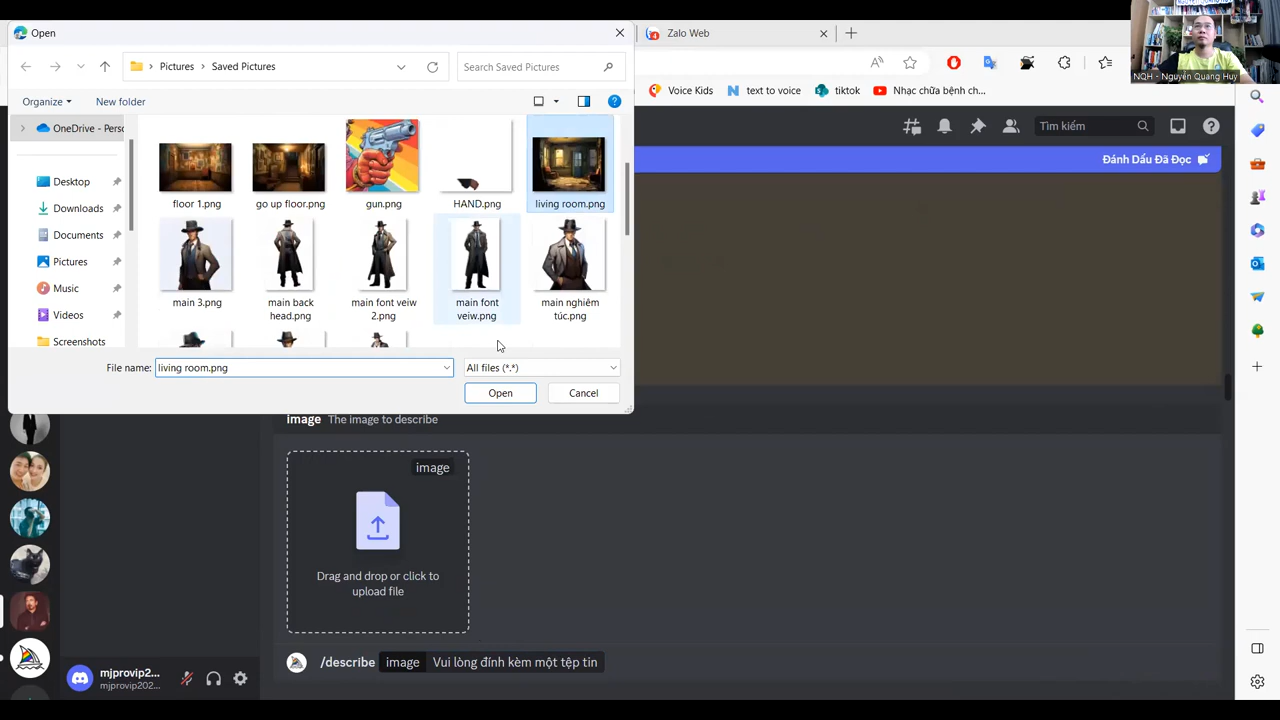 Open
Zalo Web
4
NQH - Nguyễn Quang Huy
Pictures
Saved Pictures
Search Saved Pictures
Voice Kids
text to voice
tiktok
Nhạc chữa bệnh ch...
Organize
New folder
OneDrive - Perso
Desktop
Downloads
Documents
Pictures
Music
Videos
Screenshots
floor 1.png
go up floor.png
gun.png
HAND.png
living room.png
main 3.png
main back
head.png
main font veiw
2.png
main font
veiw.png
main nghiêm
túc.png
File name:
living room.png
All files (*.*)
Open
Cancel
Tìm kiếm
Đánh Dấu Đã Đọc
image The image to describe
image
Drag and drop or click to
upload file
/describe image Vui lòng đính kèm một tệp tin
mjprovip2...
mjprovip202...